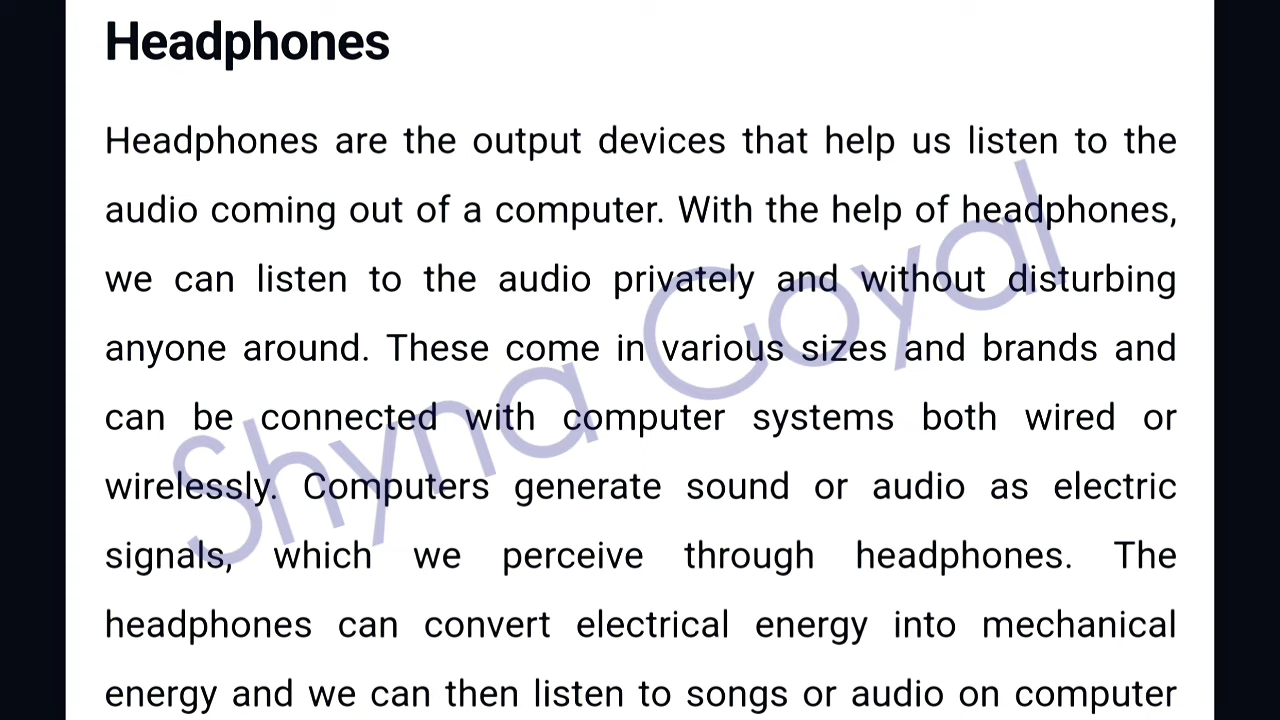 Headphones
Headphones are the output devices that help us listen to the
audio coming out of a computer. With the help of headphones,
we can listen to the audio privately and without disturbing
anyone around. These come in various sizes and brands and
can be connected with computer systems both wired or
wirelessly. Computers generate sound or audio as electric
signals, which we perceive through headphones. The
headphones can convert electrical energy into mechanical
energy and we can then listen to songs or audio on computer
Shyna Goyal